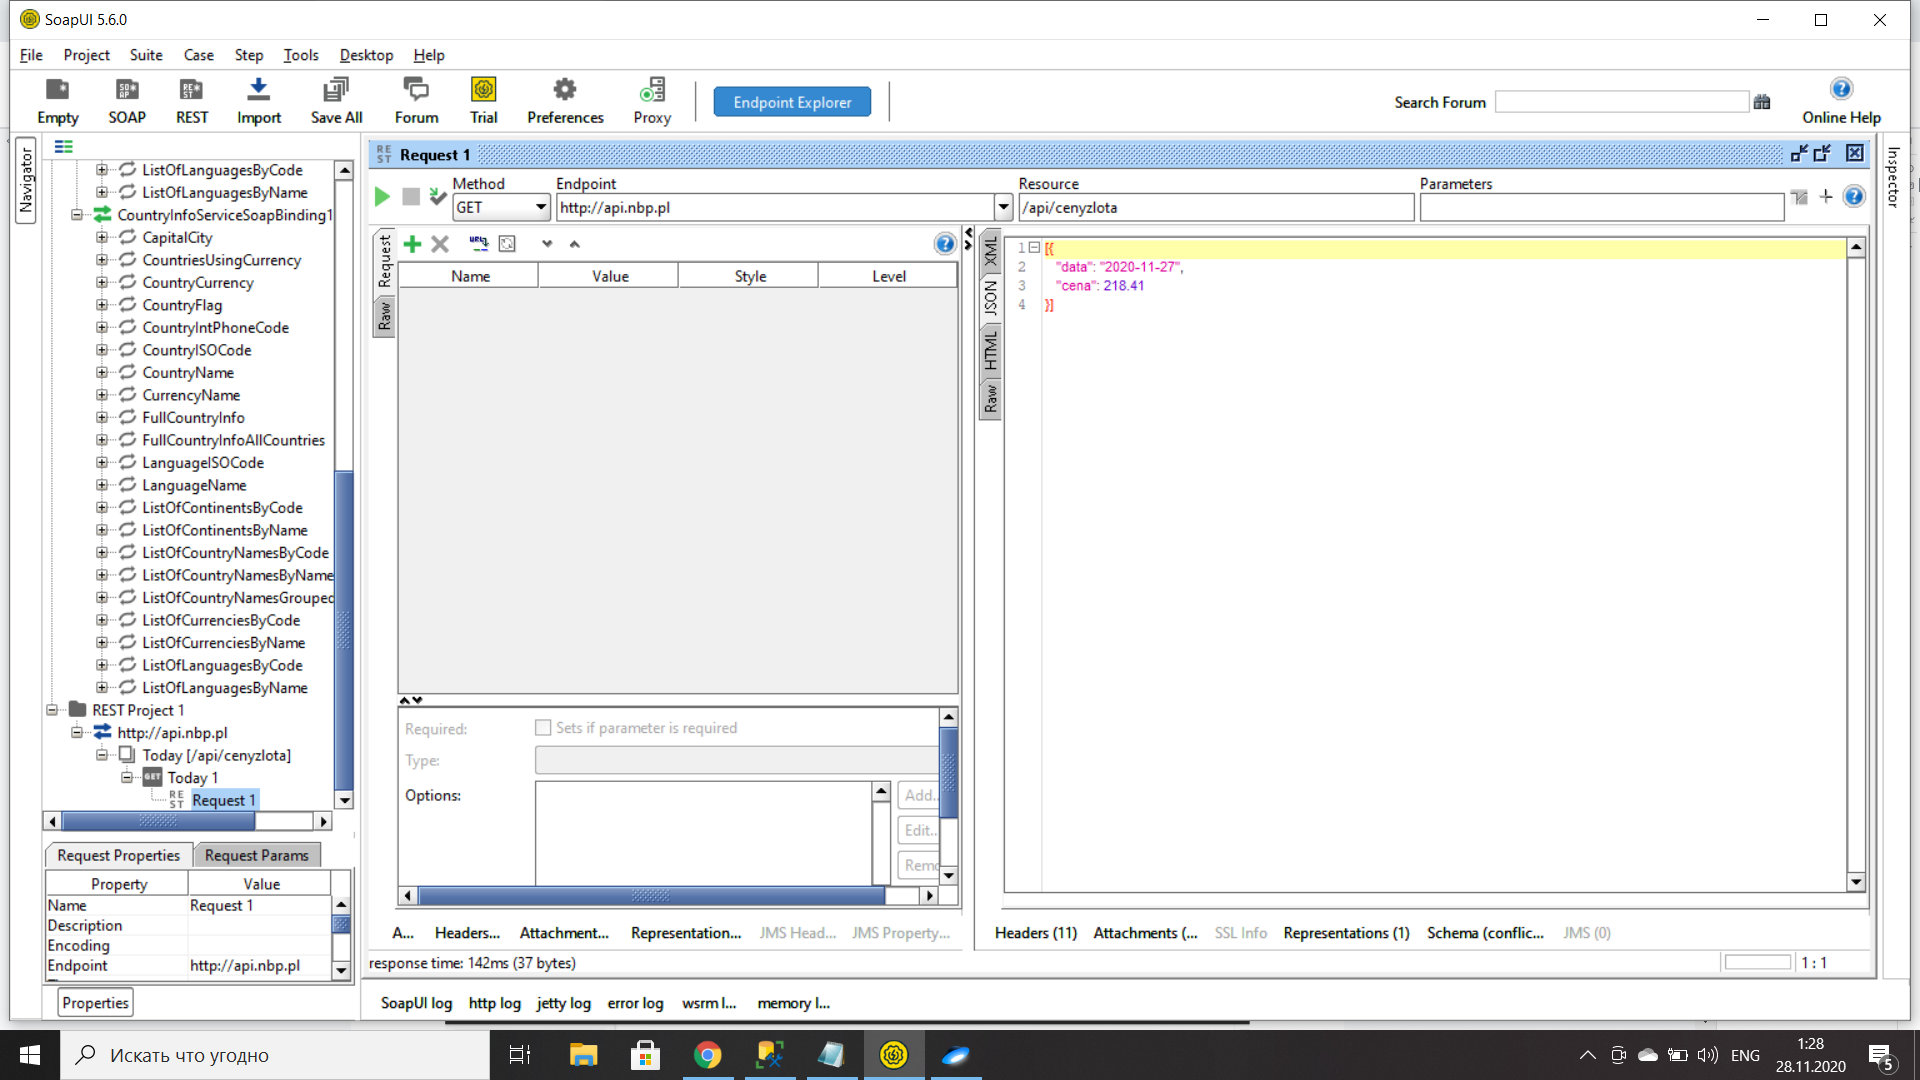 SoapUI 5.6.0
File Project Suite Case Step Tools Desktop Help
Empty SOAP REST Import Save All Forum Trial Preferences Proxy
Endpoint Explorer
Search Forum
Online Help
Navigator
ListOfLanguagesByCode
ListOfLanguagesByName
CountryInfoServiceSoapBinding1
CapitalCity
CountriesUsingCurrency
CountryCurrency
CountryFlag
CountryIntPhoneCode
CountryISOCode
CountryName
CurrencyName
FullCountryInfo
FullCountryInfoAllCountries
LanguageISOCode
LanguageName
ListOfContinentsByCode
ListOfContinentsByName
ListOfCountryNamesByCode
ListOfCountryNamesByName
ListOfCountryNamesGrouped
ListOfCurrenciesByCode
ListOfCurrenciesByName
ListOfLanguagesByCode
ListOfLanguagesByName
REST Project 1
http://api.nbp.pl
Today [/api/cenyzlota]
GET Today 1
REST Request 1
Request Properties Request Params
Property Value
Name Request 1
Description
Encoding
Endpoint http://api.nbp.pl
Properties
REST Request 1
Method Endpoint Resource Parameters
GET http://api.nbp.pl /api/cenyzlota
Request
Raw
Name Value Style Level
Required: Sets if parameter is required
Type:
Options:
Add..
Edit..
Remo
A... Headers... Attachment... Representation... JMS Head... JMS Property...
XML
JSON
HTML
Raw
1 [{
2 "data": "2020-11-27",
3 "cena": 218.41
4 }]
Headers (11) Attachments (... SSL Info Representations (1) Schema (conflic... JMS (0)
response time: 142ms (37 bytes)
1 : 1
Inspector
SoapUI log http log jetty log error log wsrm l... memory l...
Искать что угодно
ENG
1:28
28.11.2020
5